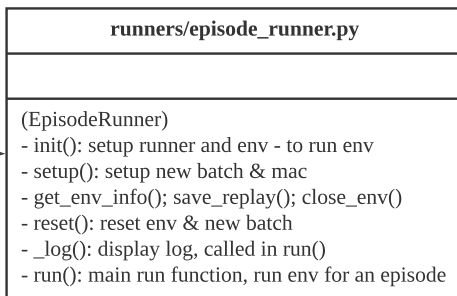 runners/episode_runner.py
(EpisodeRunner)
- init(): setup runner and env - to run env
- setup(): setup new batch & mac
- get_env_info(); save_replay(); close_env()
- reset(): reset env & new batch
- _log(): display log, called in run()
- run(): main run function, run env for an episode